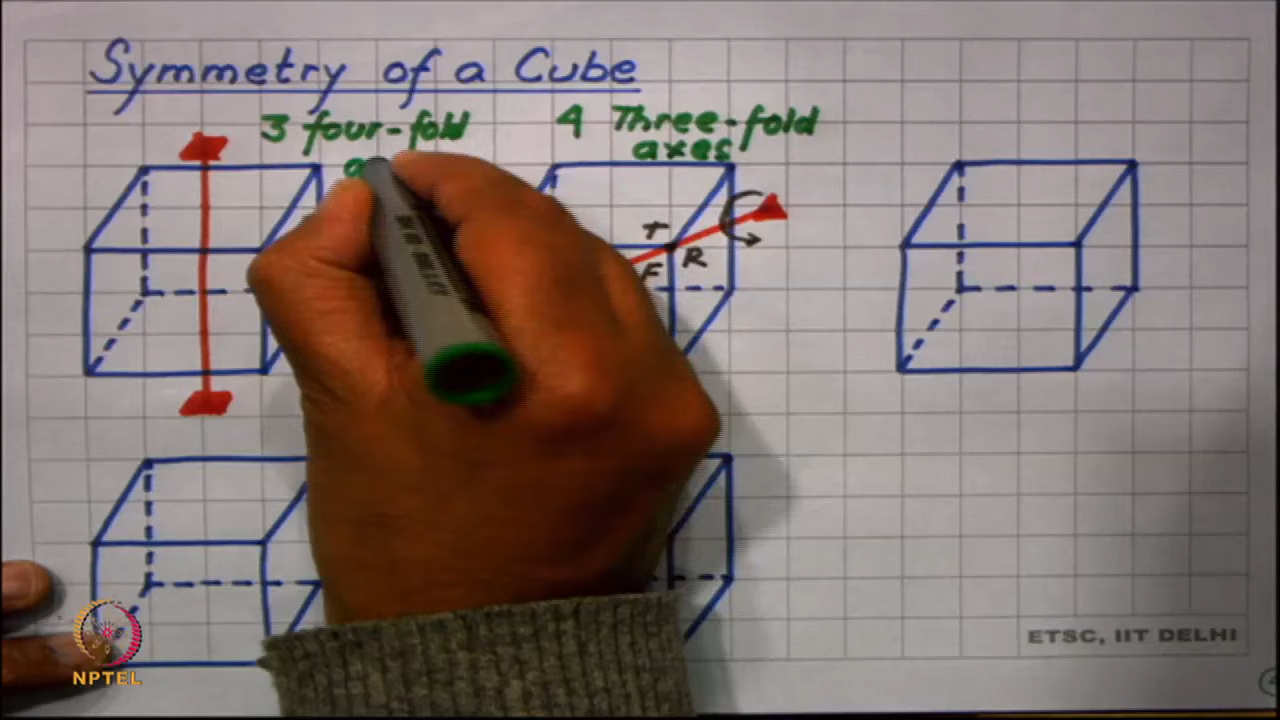 Symmetry of a Cube
3 four-fold
a
4 Three-fold
axes
T
F R
ETSC, IIT DELHI
NPTEL